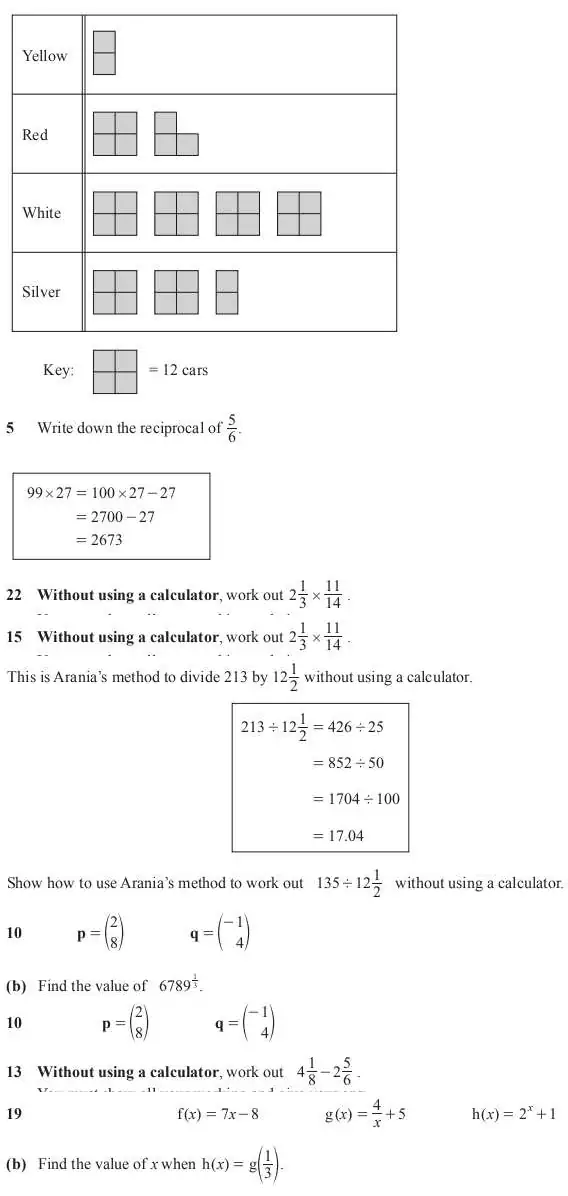 Yellow
Red
White
Silver
Key: = 12 cars
5 Write down the reciprocal of 5/6.
99 × 27 = 100 × 27 − 27
= 2700 − 27
= 2673
22 Without using a calculator, work out 2 1/3 × 11/14 .
15 Without using a calculator, work out 2 1/3 × 11/14 .
This is Arania's method to divide 213 by 12 1/2 without using a calculator.
213 ÷ 12 1/2 = 426 ÷ 25
= 852 ÷ 50
= 1704 ÷ 100
= 17.04
Show how to use Arania's method to work out 135 ÷ 12 1/2 without using a calculator.
10 p = (2 8) q = (−1 4)
(b) Find the value of 6789^(1/3).
10 p = (2 8) q = (−1 4)
13 Without using a calculator, work out 4 1/8 − 2 5/6 .
19 f(x) = 7x − 8 g(x) = 4/x + 5 h(x) = 2^x + 1
(b) Find the value of x when h(x) = g(1/3).